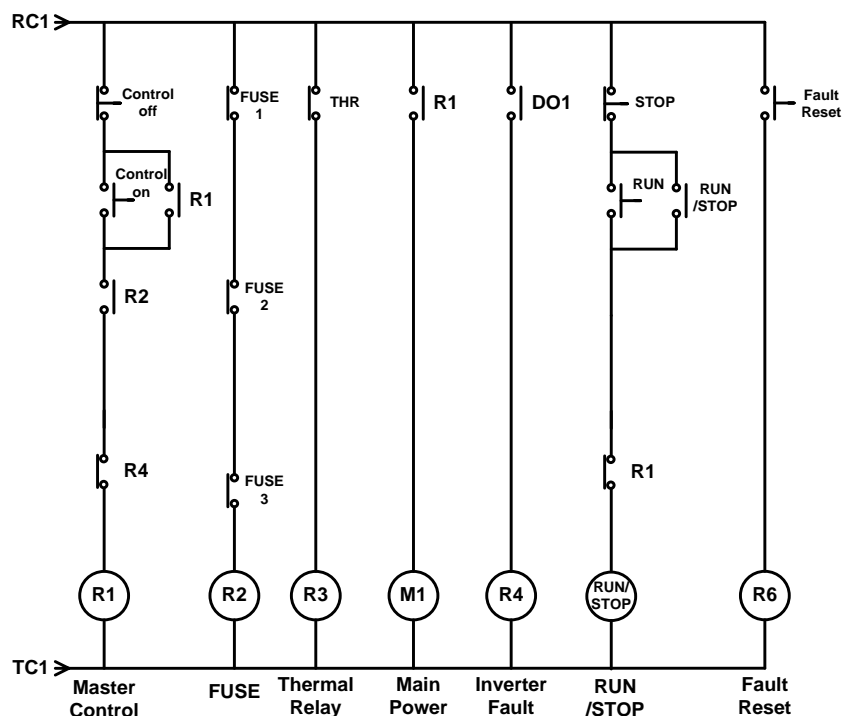 RC1
Control
off
FUSE
1
THR
R1
DO1
STOP
Fault
Reset
Control
on
R1
RUN
RUN
/STOP
R2
FUSE
2
R4
FUSE
3
R1
R1
R2
R3
M1
R4
RUN/
STOP
R6
TC1
Master
Control
FUSE
Thermal
Relay
Main
Power
Inverter
Fault
RUN
/STOP
Fault
Reset